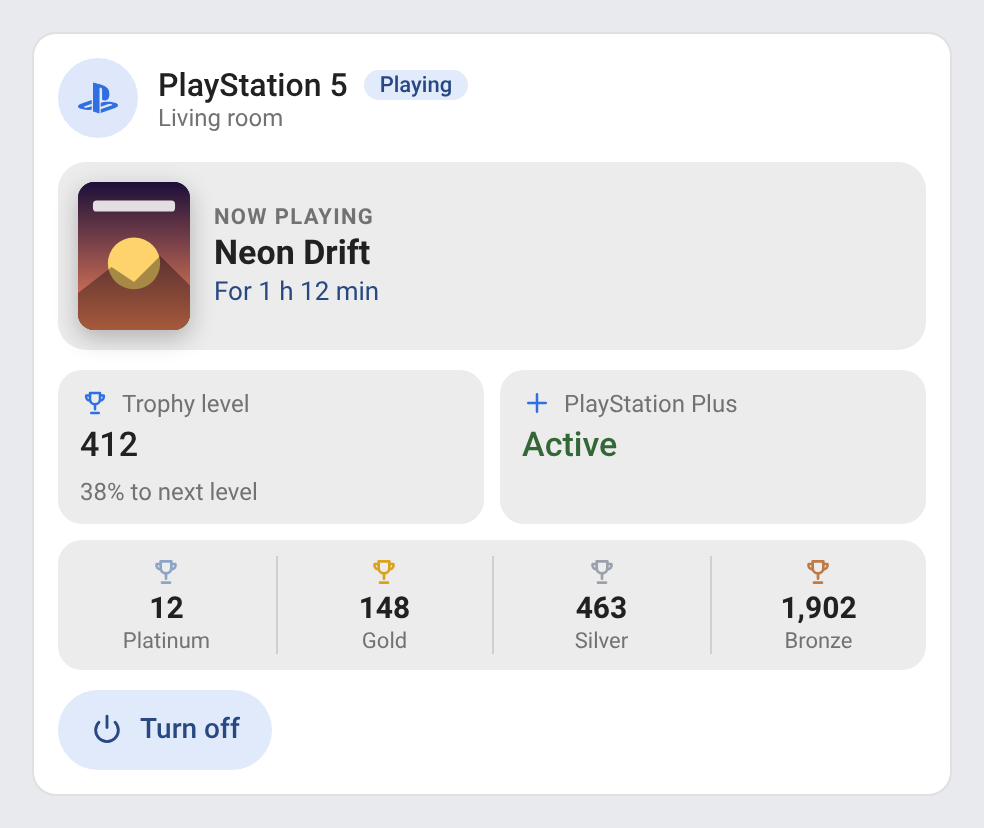 PlayStation 5
Playing
Living room
NOW PLAYING
Neon Drift
For 1 h 12 min
Trophy level
412
38% to next level
PlayStation Plus
Active
12
Platinum
148
Gold
463
Silver
1,902
Bronze
Turn off